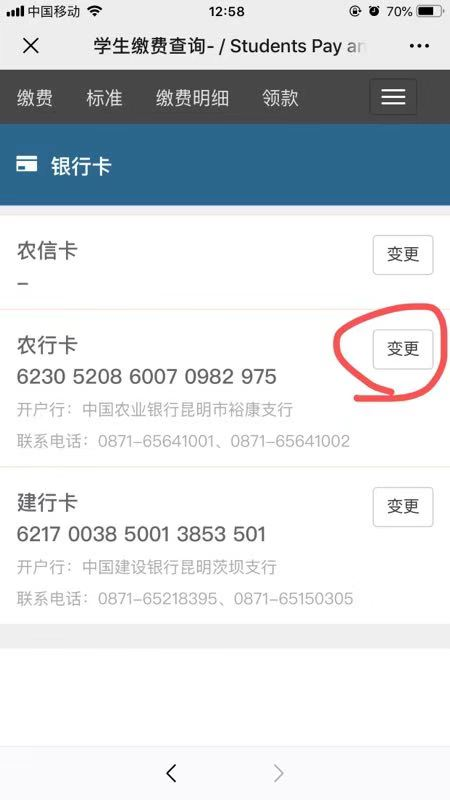 中国移动 12:58 70%
学生缴费查询- / Students Pay an
缴费 标准 缴费明细 领款
银行卡
农信卡 变更
–
农行卡 变更
6230 5208 6007 0982 975
开户行：中国农业银行昆明市裕康支行
联系电话：0871-65641001、0871-65641002
建行卡 变更
6217 0038 5001 3853 501
开户行：中国建设银行昆明茨坝支行
联系电话：0871-65218395、0871-65150305